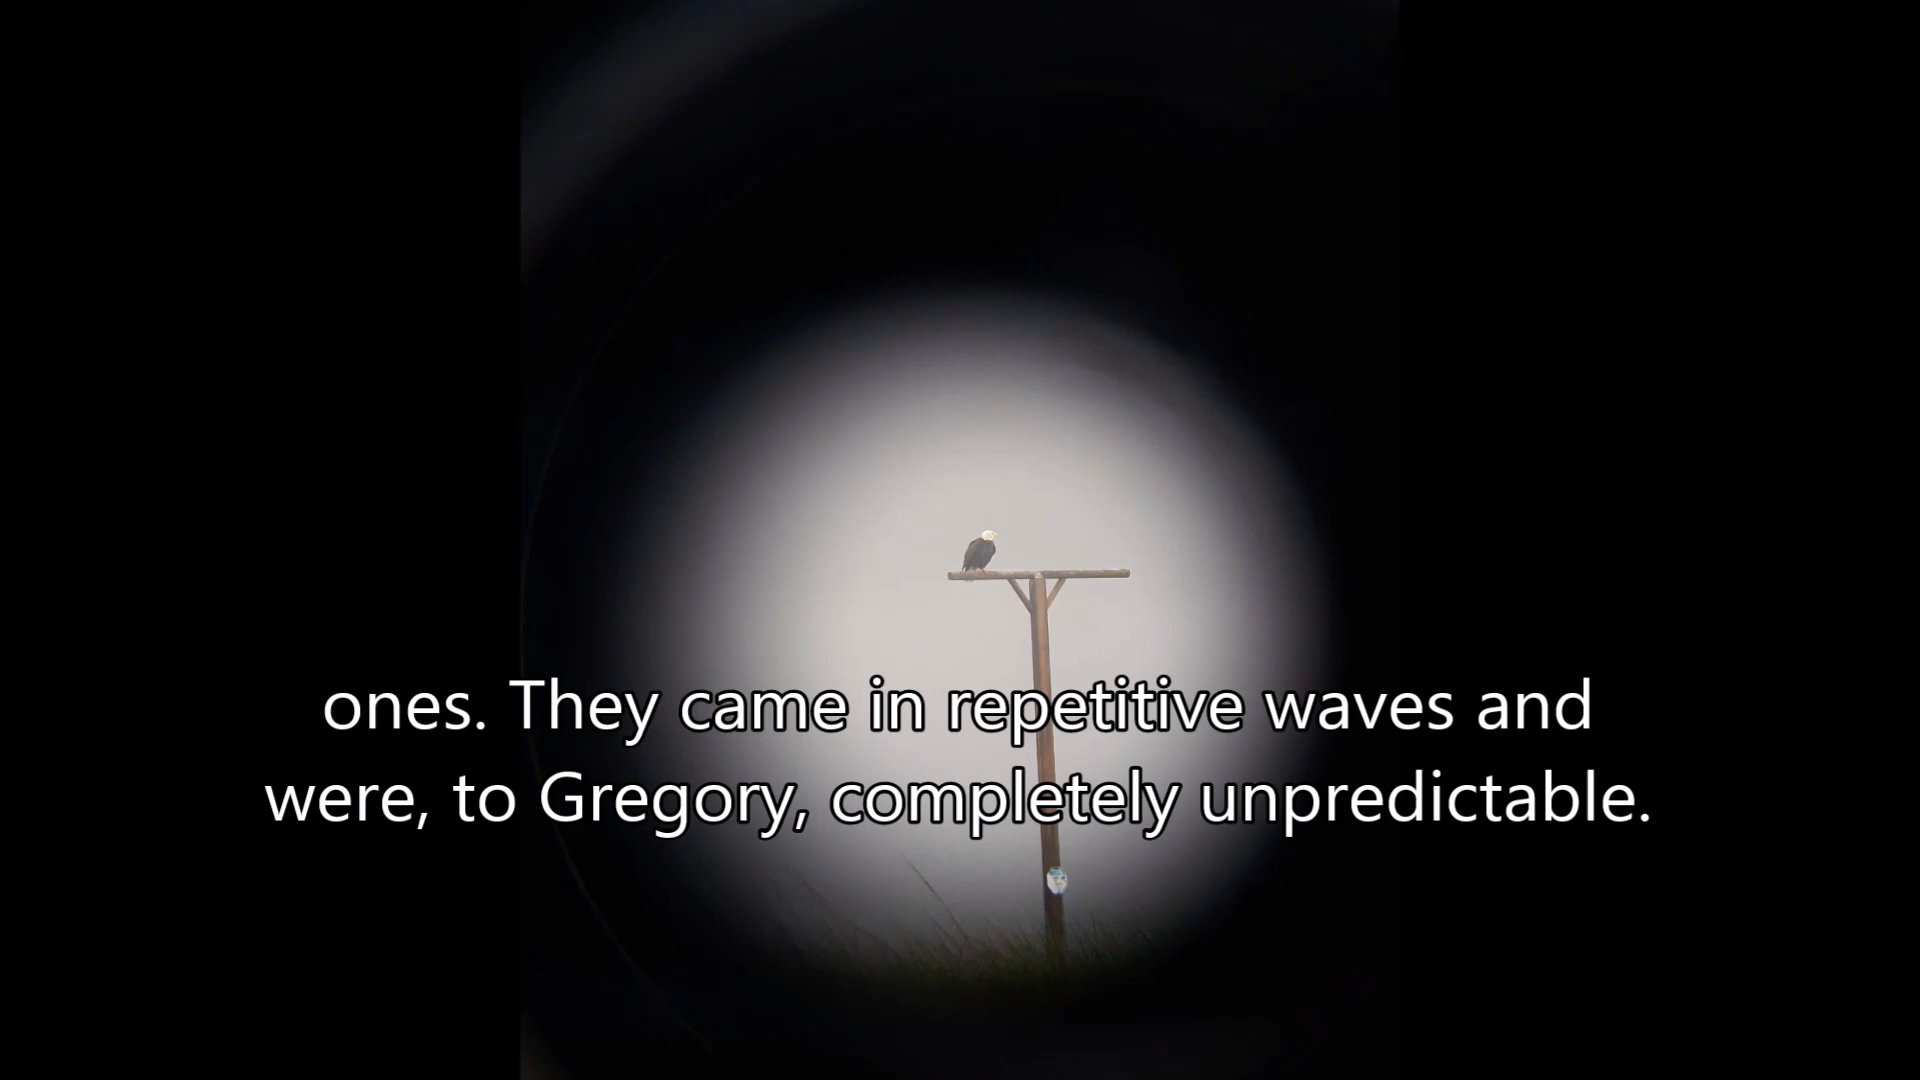 ones. They came in repetitive waves and
were, to Gregory, completely unpredictable.